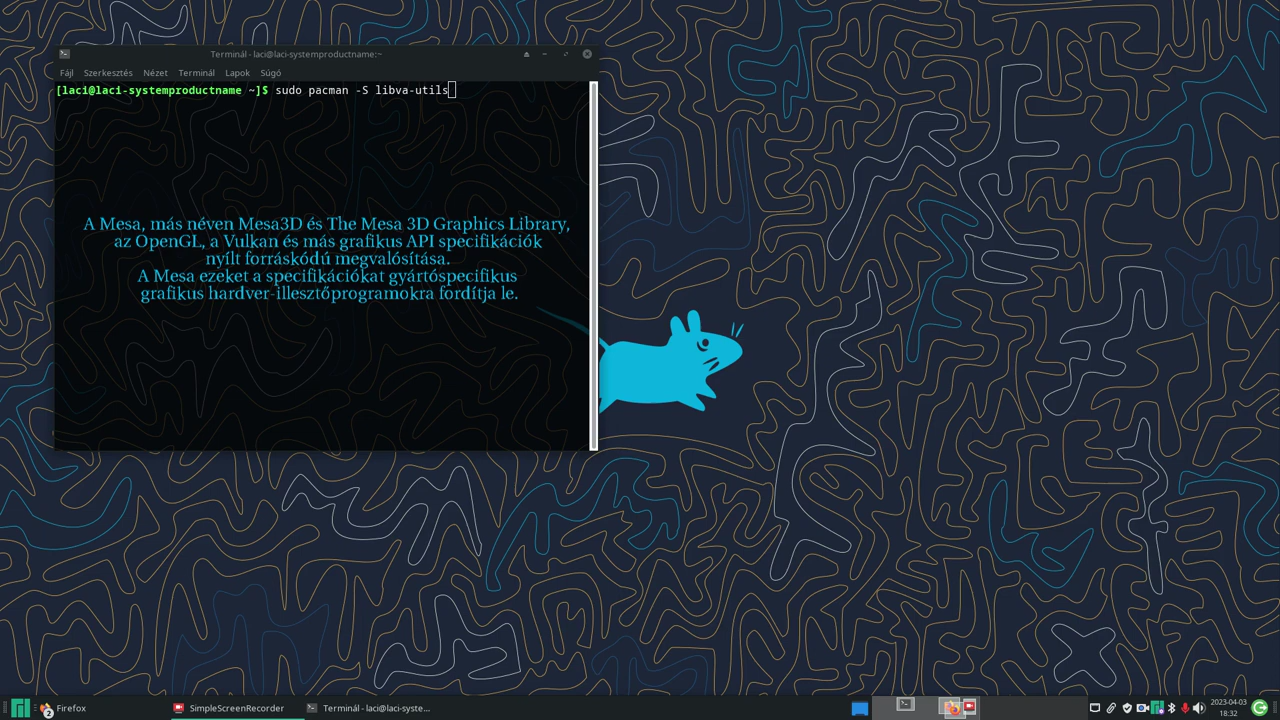 Terminál - laci@laci-systemproductname:~
Fájl Szerkesztés Nézet Terminál Lapok Súgó
[laci@laci-systemproductname ~]$ sudo pacman -S libva-utils
A Mesa, más néven Mesa3D és The Mesa 3D Graphics Library,
az OpenGL, a Vulkan és más grafikus API specifikációk
nyílt forráskódú megvalósítása.
A Mesa ezeket a specifikációkat gyártóspecifikus
grafikus hardver-illesztőprogramokra fordítja le.
2 Firefox
SimpleScreenRecorder
Terminál - laci@laci-syste...
2023-04-03
18:32